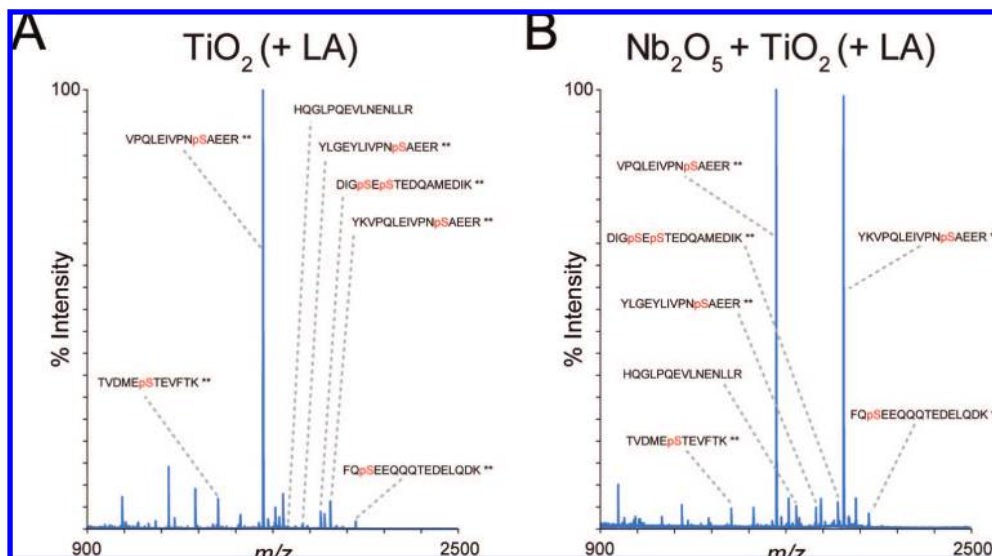 A
TiO2 (+ LA)
100
HQGLPQEVLNENLLR
VPQLEIVPNpSAEER **
YLGEYLIVPNpSAEER **
DIGpSEpSTEDQAMEDIK **
YKVPQLEIVPNpSAEER **
% Intensity
TVDMEpSTEVFTK **
FQpSEEQQQTEDELQDK **
900
m/z
2500
B
Nb2O5 + TiO2 (+ LA)
100
VPQLEIVPNpSAEER **
DIGpSEpSTEDQAMEDIK **
YKVPQLEIVPNpSAEER *
YLGEYLIVPNpSAEER **
% Intensity
HQGLPQEVLNENLLR
FQpSEEQQQTEDELQDK *
TVDMEpSTEVFTK **
900
m/z
2500